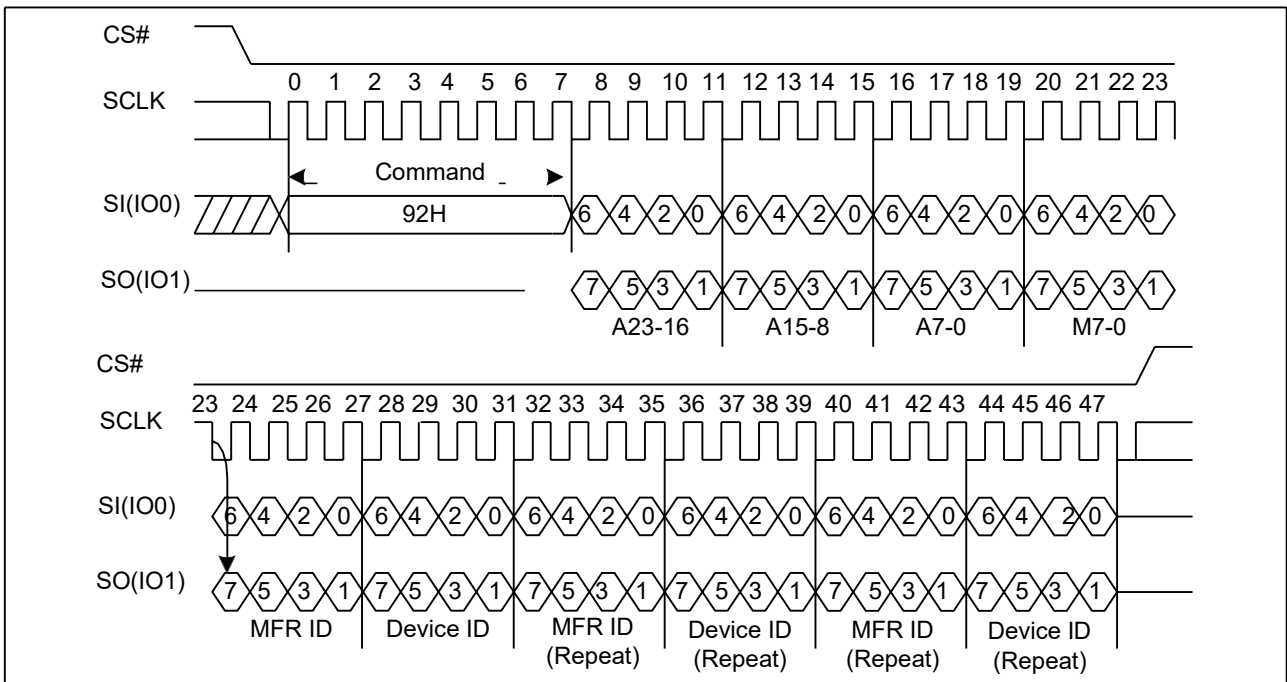 CS#
0 1 2 3 4 5 6 7 8 9 10 11 12 13 14 15 16 17 18 19 20 21 22 23
SCLK
Command
SI(IO0)
92H
6 4 2 0 6 4 2 0 6 4 2 0 6 4 2 0
SO(IO1)
7 5 3 1 7 5 3 1 7 5 3 1 7 5 3 1
A23-16 A15-8 A7-0 M7-0
CS#
23 24 25 26 27 28 29 30 31 32 33 34 35 36 37 38 39 40 41 42 43 44 45 46 47
SCLK
SI(IO0)
6 4 2 0 6 4 2 0 6 4 2 0 6 4 2 0 6 4 2 0 6 4 2 0
SO(IO1)
7 5 3 1 7 5 3 1 7 5 3 1 7 5 3 1 7 5 3 1 7 5 3 1
MFR ID Device ID MFR ID Device ID MFR ID Device ID
(Repeat) (Repeat) (Repeat) (Repeat)